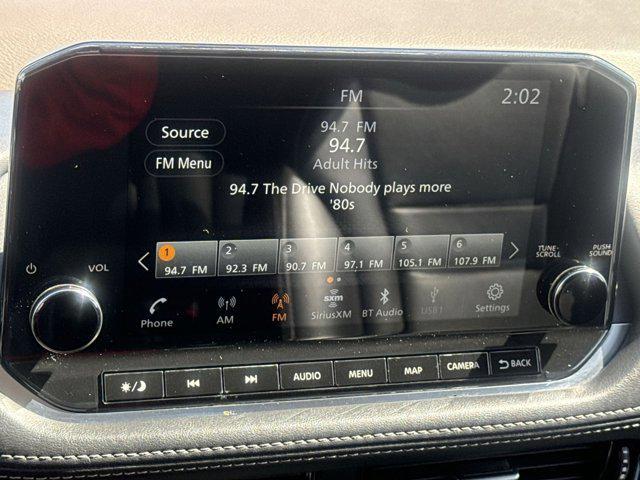 FM
2:02
Source
94.7 FM
94.7
FM Menu
Adult Hits
94.7 The Drive Nobody plays more
'80s
1 2 3 4 5 6
94.7 FM 92.3 FM 90.7 FM 97.1 FM 105.1 FM 107.9 FM
TUNE-
SCROLL
PUSH
SOUND
VOL
sxm
Phone AM FM SiriusXM BT Audio USB1 Settings
AUDIO MENU MAP CAMERA BACK